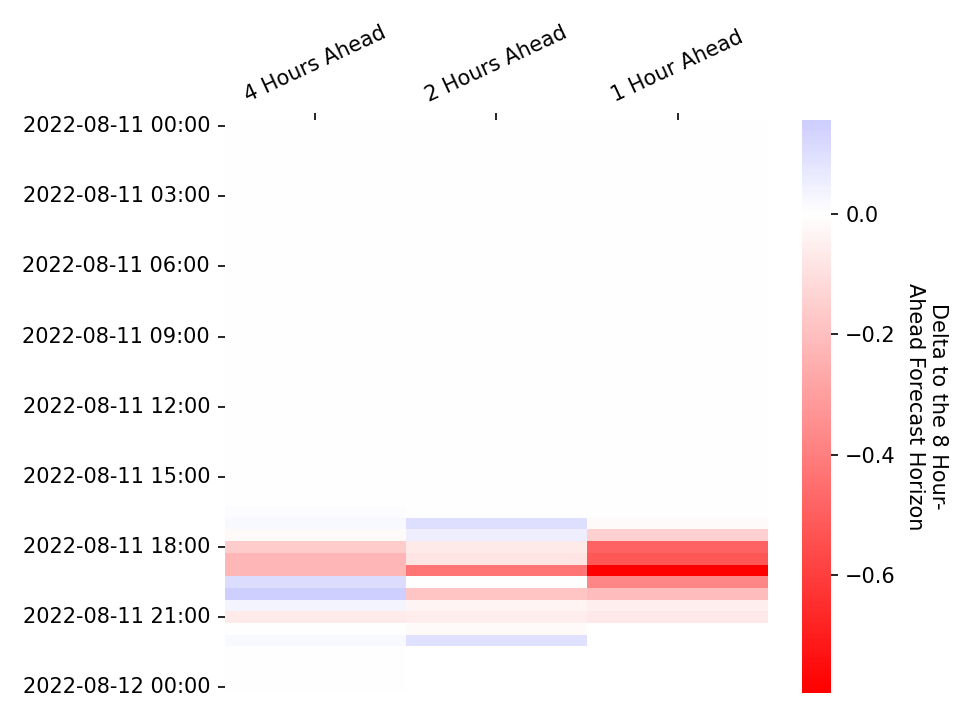 4 Hours Ahead
2 Hours Ahead
1 Hour Ahead
2022-08-11 00:00
2022-08-11 03:00
2022-08-11 06:00
2022-08-11 09:00
2022-08-11 12:00
2022-08-11 15:00
2022-08-11 18:00
2022-08-11 21:00
2022-08-12 00:00
0.0
−0.2
−0.4
−0.6
Delta to the 8 Hour-
Ahead Forecast Horizon